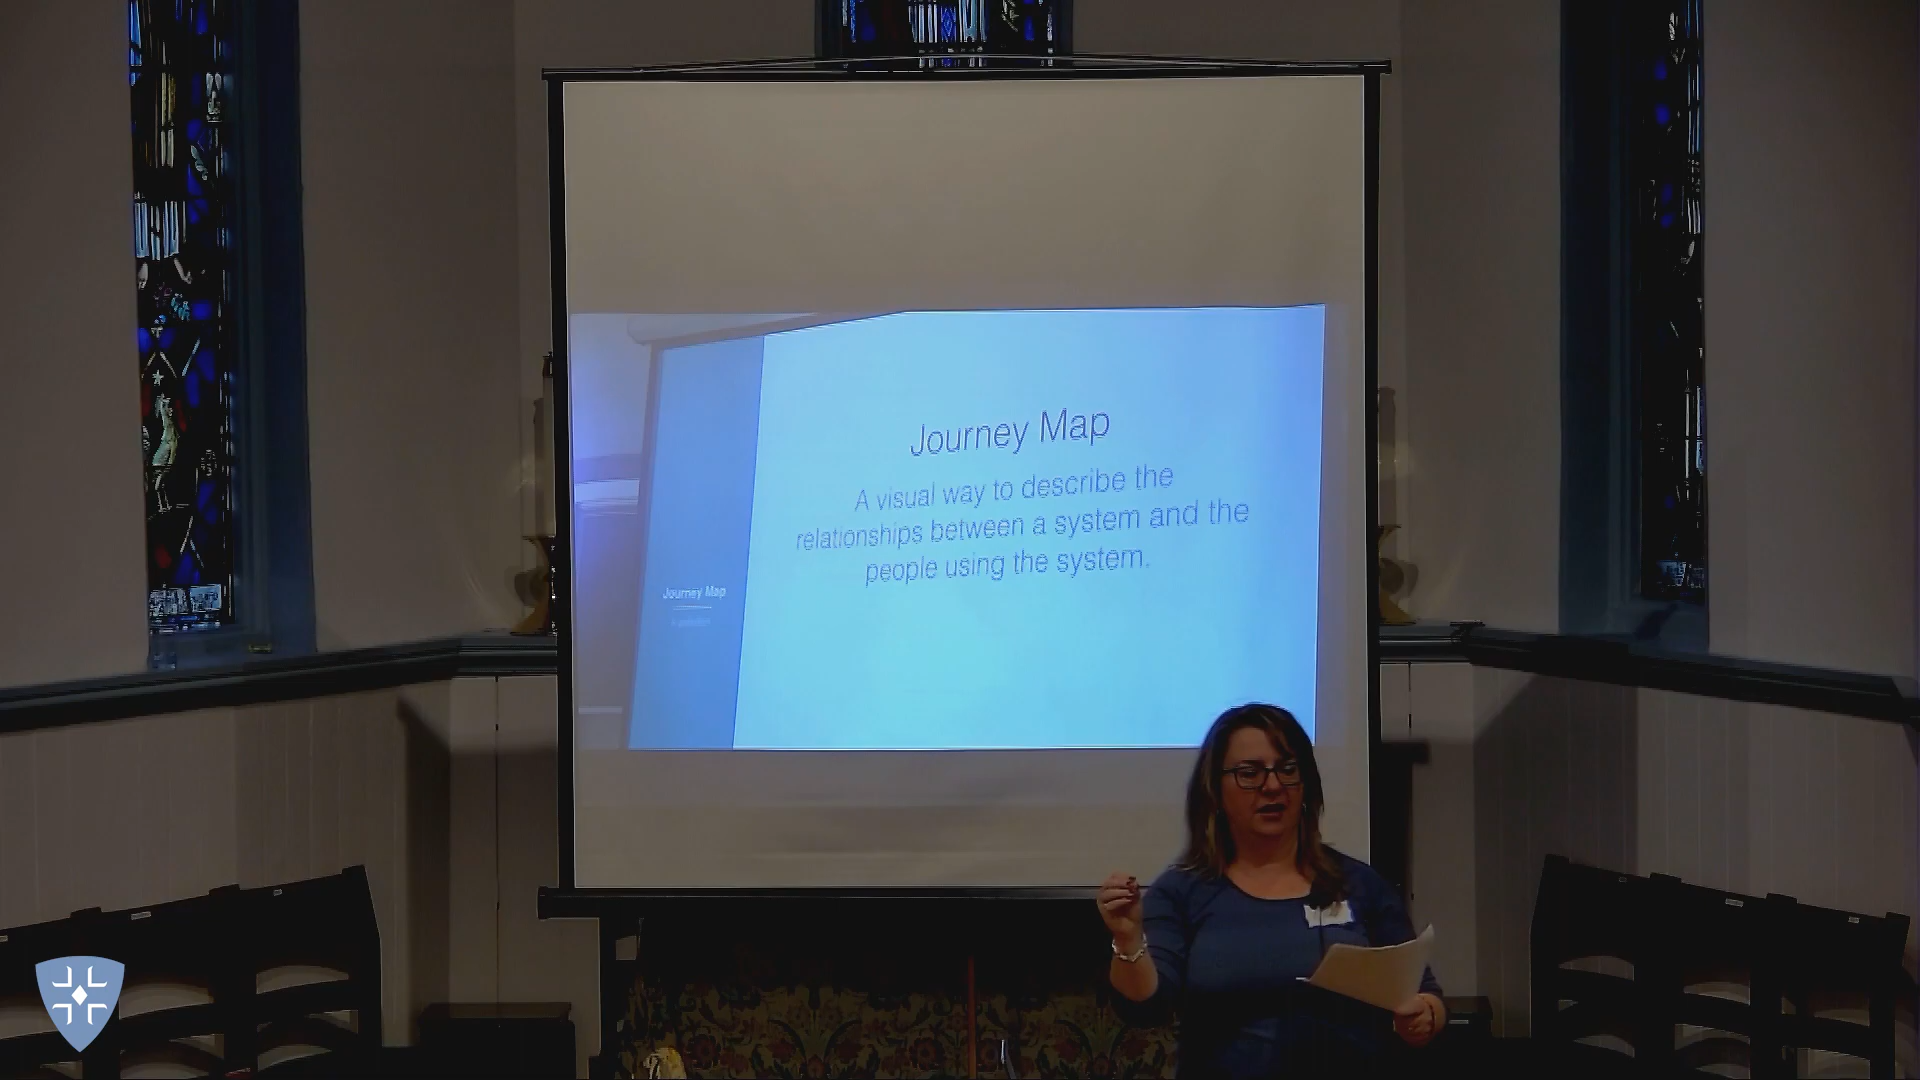 Journey Map
A visual way to describe the
relationships between a system and the
people using the system.
Journey Map